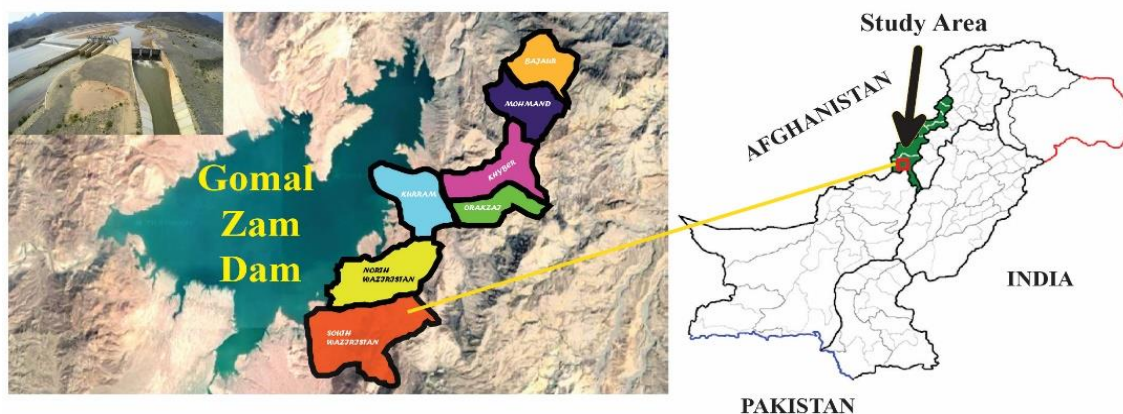 Study Area
BAJAUR
MOHMAND
AFGHANISTAN
KHYBER
KURRAM
ORAKZAI
Gomal
Zam
Dam
NORTH
WAZIRISTAN
SOUTH
WAZIRISTAN
INDIA
PAKISTAN